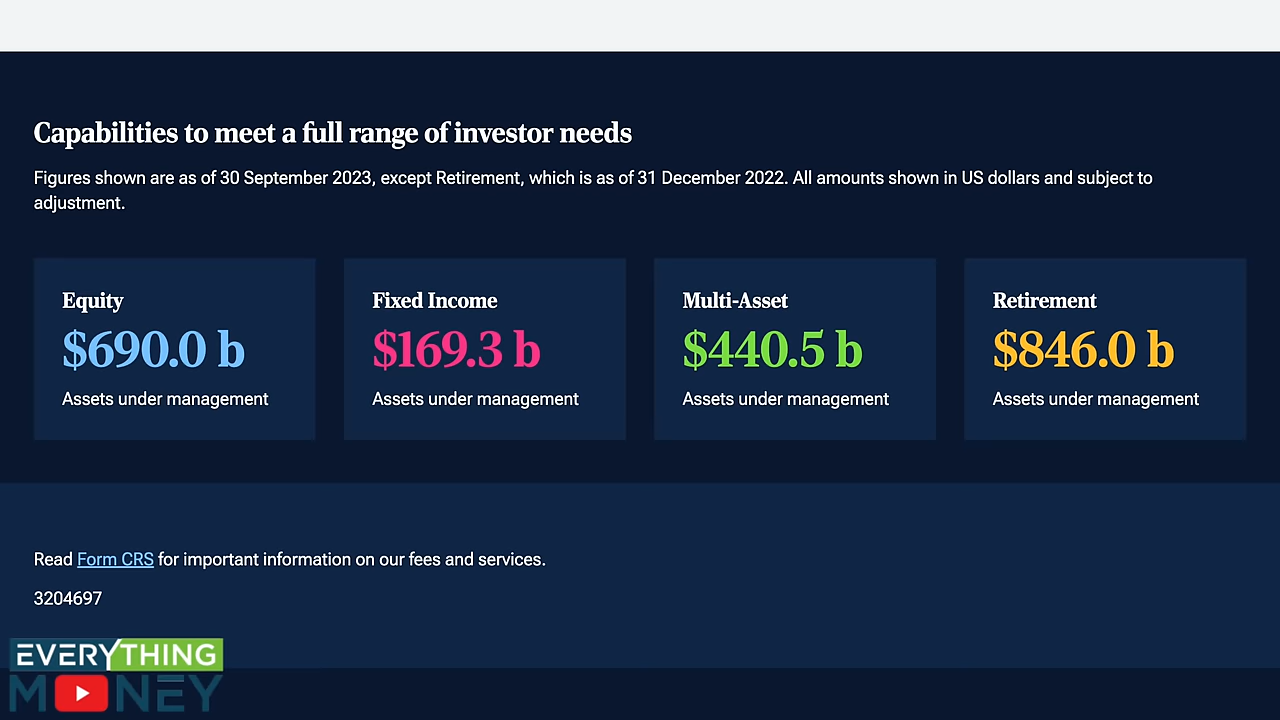 Capabilities to meet a full range of investor needs
Figures shown are as of 30 September 2023, except Retirement, which is as of 31 December 2022. All amounts shown in US dollars and subject to
adjustment.
Equity
$690.0 b
Assets under management
Fixed Income
$169.3 b
Assets under management
Multi-Asset
$440.5 b
Assets under management
Retirement
$846.0 b
Assets under management
Read Form CRS for important information on our fees and services.
3204697
EVERYTHING
MONEY